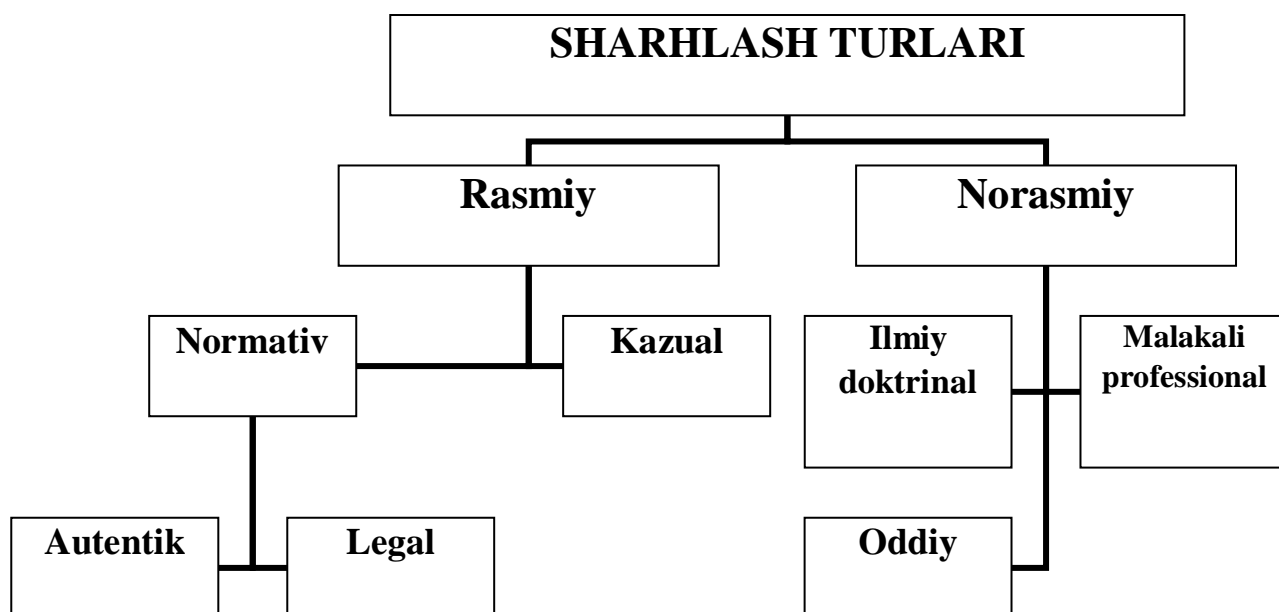 SHARHLASH TURLARI
Rasmiy
Norasmiy
Normativ
Kazual
Ilmiy
doktrinal
Malakali
professional
Autentik
Legal
Oddiy